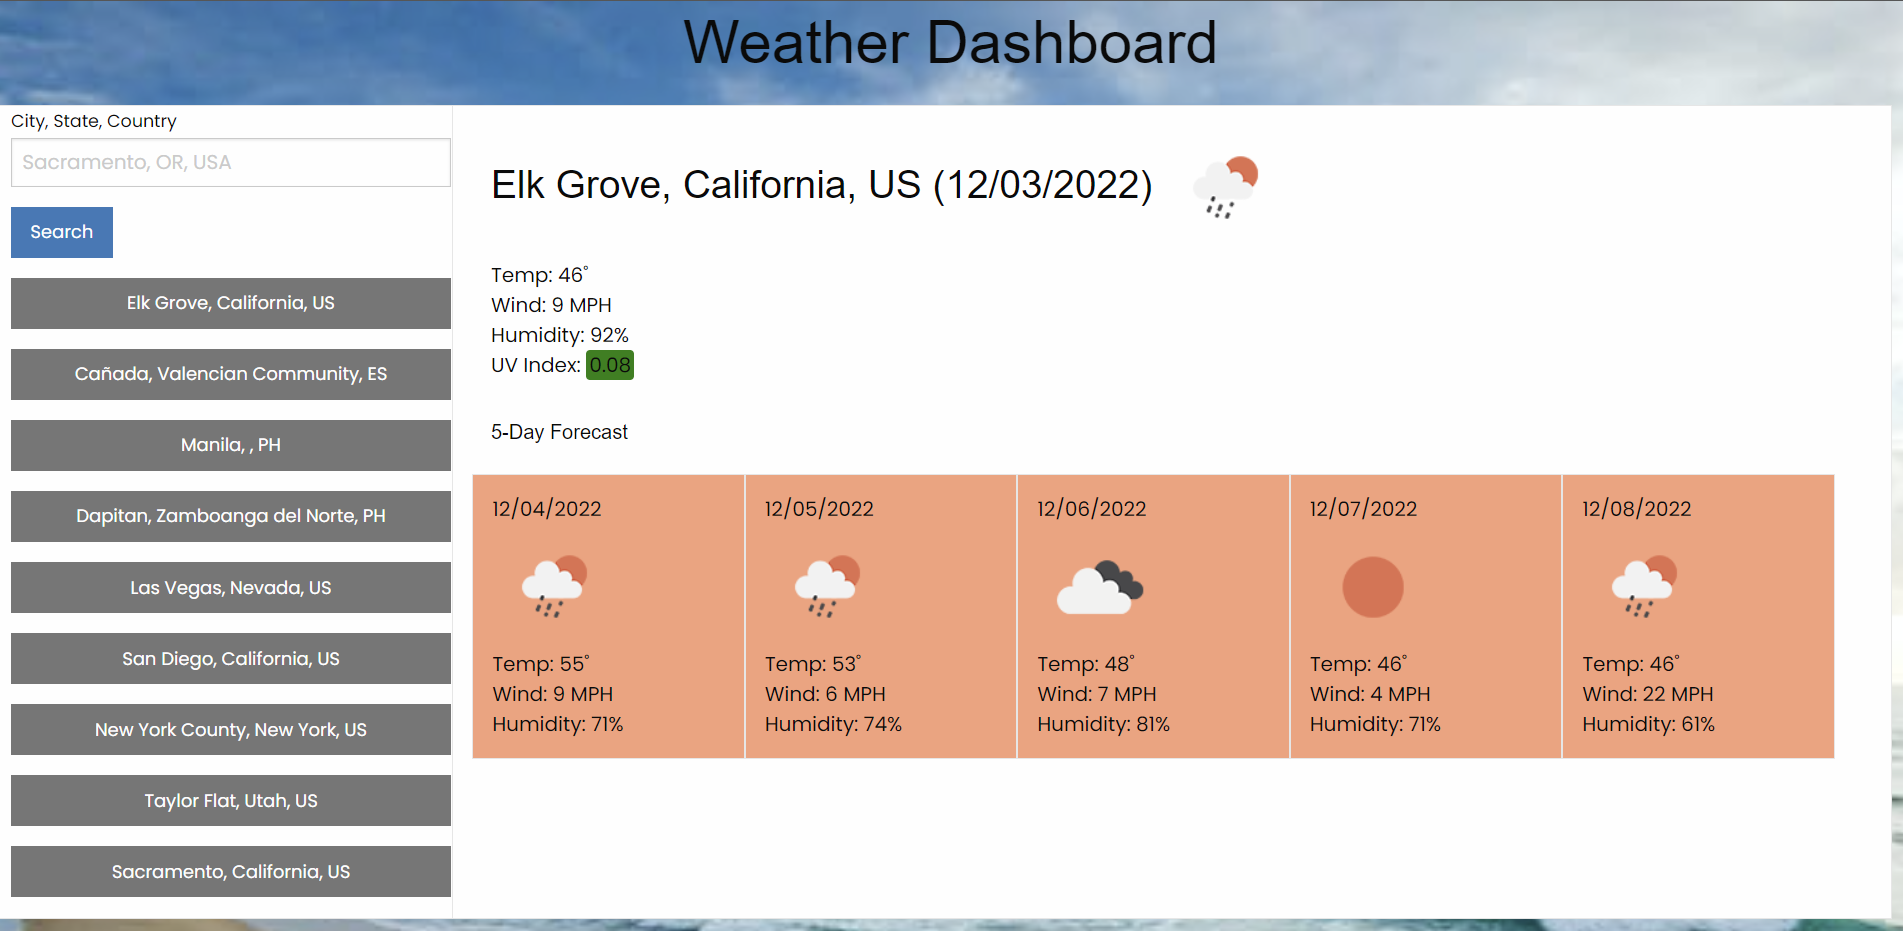 Weather Dashboard
City, State, Country
Sacramento, OR, USA
Search
Elk Grove, California, US
Cañada, Valencian Community, ES
Manila, , PH
Dapitan, Zamboanga del Norte, PH
Las Vegas, Nevada, US
San Diego, California, US
New York County, New York, US
Taylor Flat, Utah, US
Sacramento, California, US
Elk Grove, California, US (12/03/2022)
Temp: 46°
Wind: 9 MPH
Humidity: 92%
UV Index: 0.08
5-Day Forecast
12/04/2022
Temp: 55°
Wind: 9 MPH
Humidity: 71%
12/05/2022
Temp: 53°
Wind: 6 MPH
Humidity: 74%
12/06/2022
Temp: 48°
Wind: 7 MPH
Humidity: 81%
12/07/2022
Temp: 46°
Wind: 4 MPH
Humidity: 71%
12/08/2022
Temp: 46°
Wind: 22 MPH
Humidity: 61%